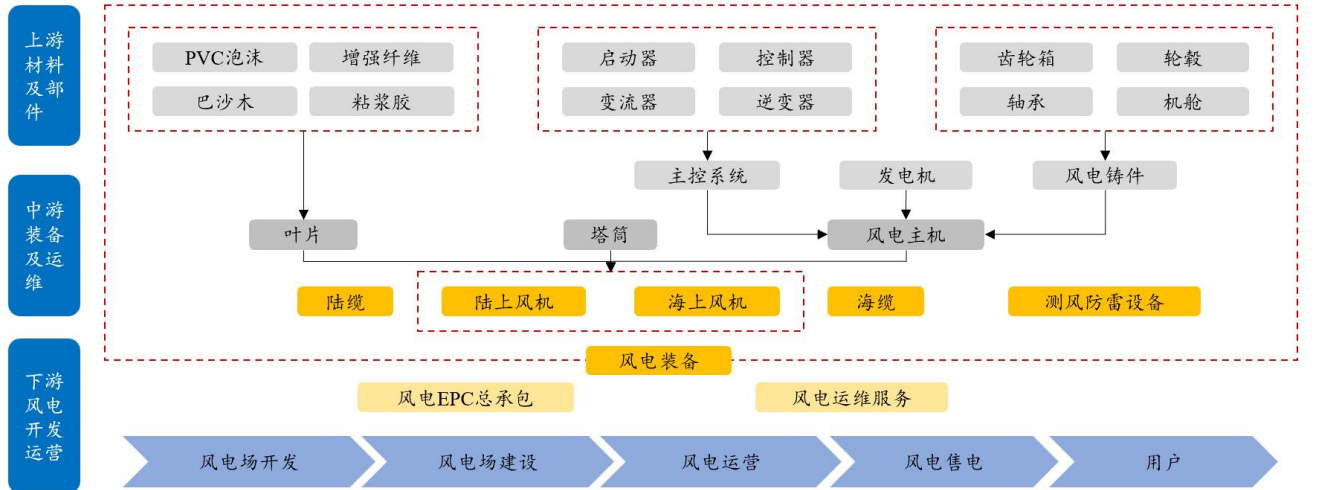 上游
材料
及部
件
PVC泡沫
增强纤维
启动器
控制器
齿轮箱
轮毂
巴沙木
粘浆胶
变流器
逆变器
轴承
机舱
主控系统
发电机
风电铸件
中游
装备
及运
维
叶片
塔筒
风电主机
陆缆
陆上风机
海上风机
海缆
测风防雷设备
风电装备
下游
风电
开发
运营
风电EPC总承包
风电运维服务
风电场开发
风电场建设
风电运营
风电售电
用户